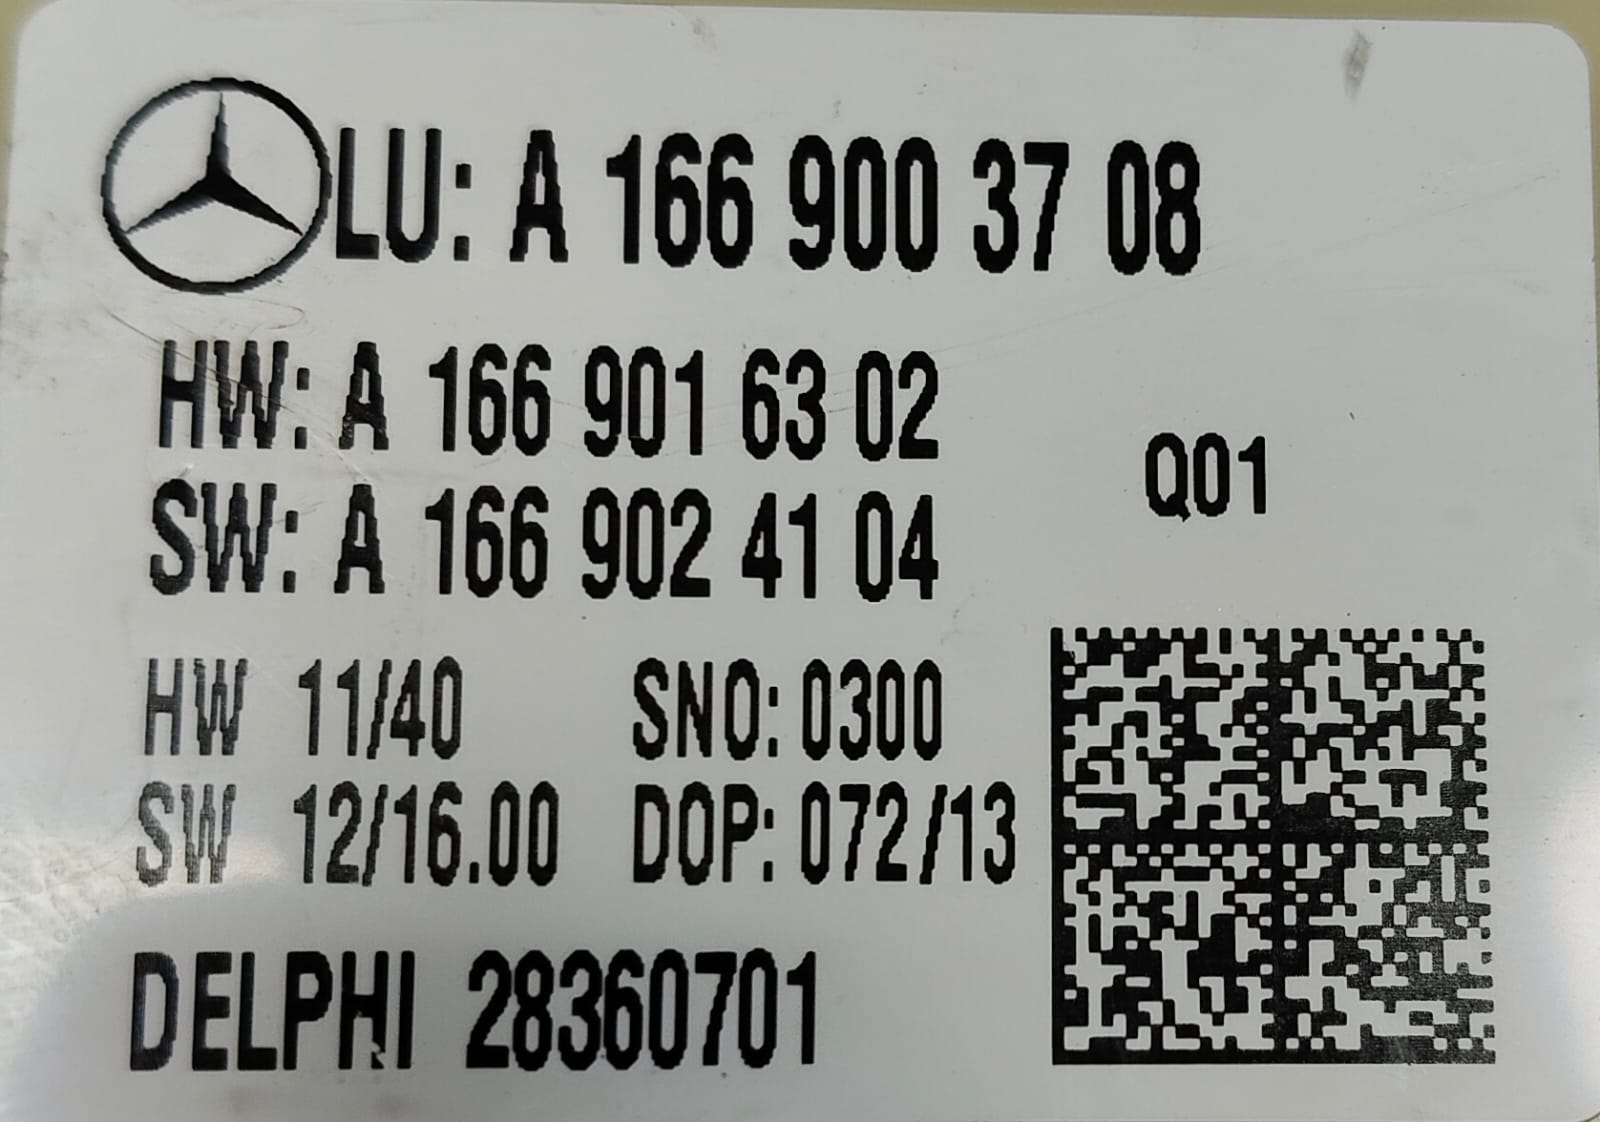 LU: A 166 900 37 08
HW: A 166 901 63 02
SW: A 166 902 41 04
Q01
HW 11/40 SNO: 0300
SW 12/16.00 DOP: 072/13
DELPHI 28360701